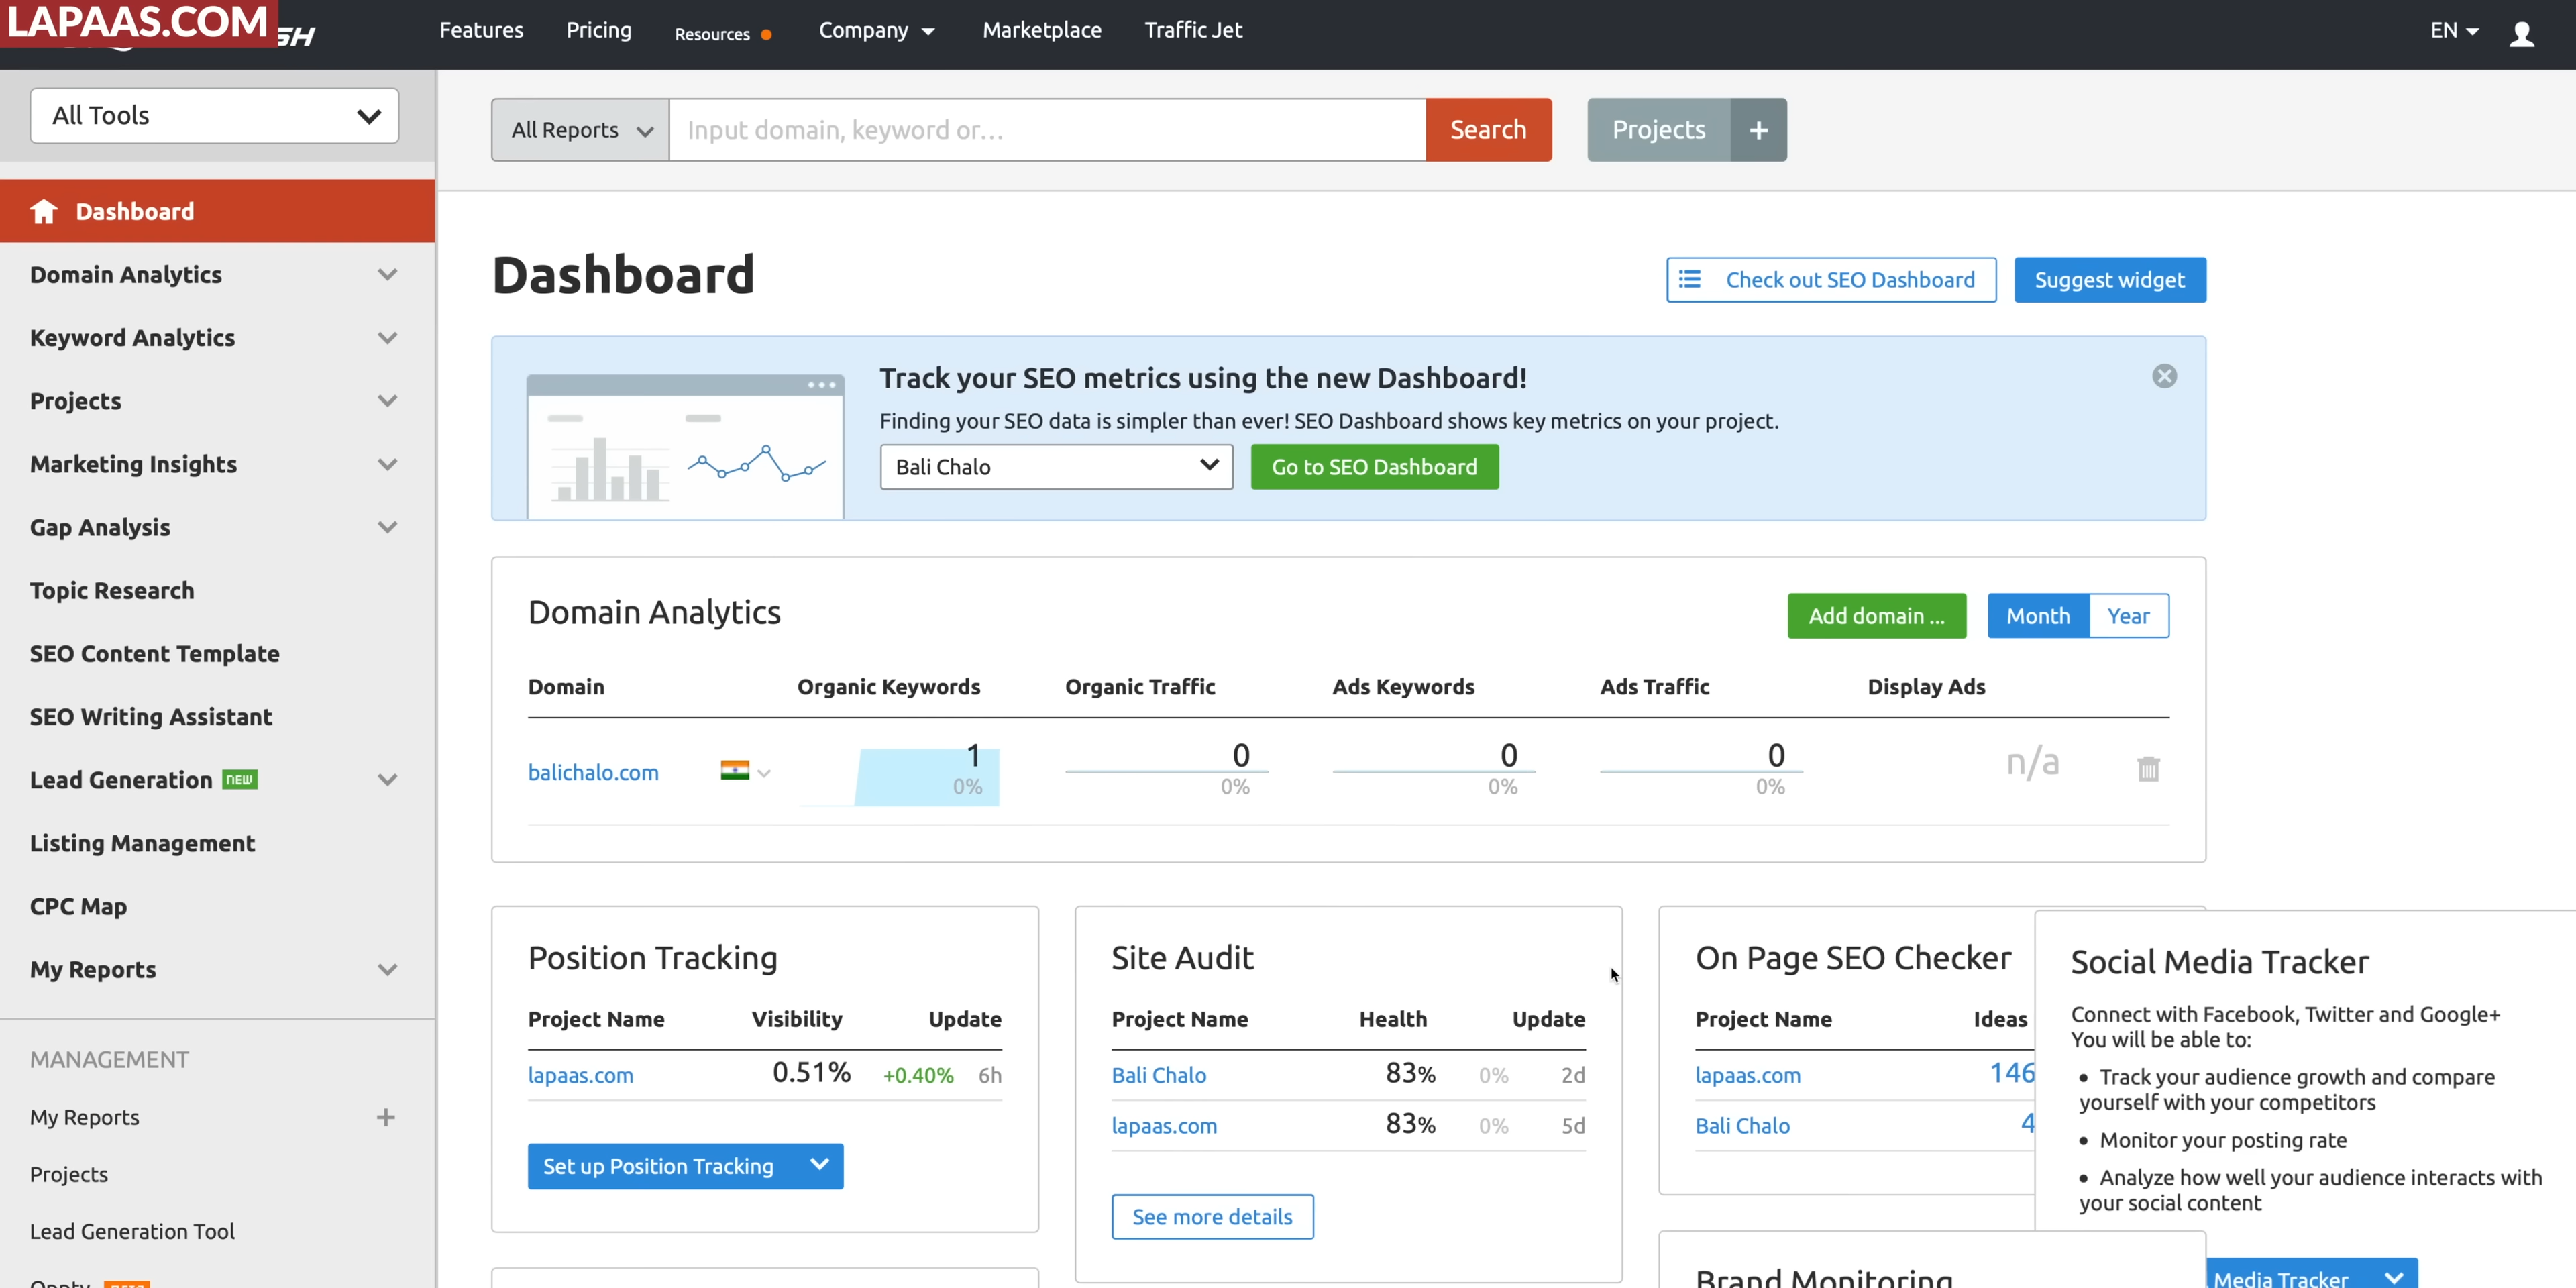 LAPAAS.COM
SH
Features
Pricing
Resources
Company
Marketplace
Traffic Jet
EN
All Tools
All Reports
Input domain, keyword or...
Search
Projects
+
Dashboard
Domain Analytics
Keyword Analytics
Projects
Marketing Insights
Gap Analysis
Topic Research
SEO Content Template
SEO Writing Assistant
Lead Generation NEW
Listing Management
CPC Map
My Reports
MANAGEMENT
My Reports +
Projects
Lead Generation Tool
Dashboard
Check out SEO Dashboard
Suggest widget
Track your SEO metrics using the new Dashboard!
Finding your SEO data is simpler than ever! SEO Dashboard shows key metrics on your project.
Bali Chalo
Go to SEO Dashboard
Domain Analytics
Add domain ...
Month
Year
Domain Organic Keywords Organic Traffic Ads Keywords Ads Traffic Display Ads
balichalo.com 1 0 0 0 n/a
0% 0% 0% 0%
Position Tracking
Project Name Visibility Update
lapaas.com 0.51% +0.40% 6h
Set up Position Tracking
Site Audit
Project Name Health Update
Bali Chalo 83% 0% 2d
lapaas.com 83% 0% 5d
See more details
On Page SEO Checker
Project Name Ideas
lapaas.com 146
Bali Chalo 4
Social Media Tracker
Connect with Facebook, Twitter and Google+
You will be able to:
• Track your audience growth and compare
yourself with your competitors
• Monitor your posting rate
• Analyze how well your audience interacts with
your social content
Brand Monitoring
Media Tracker